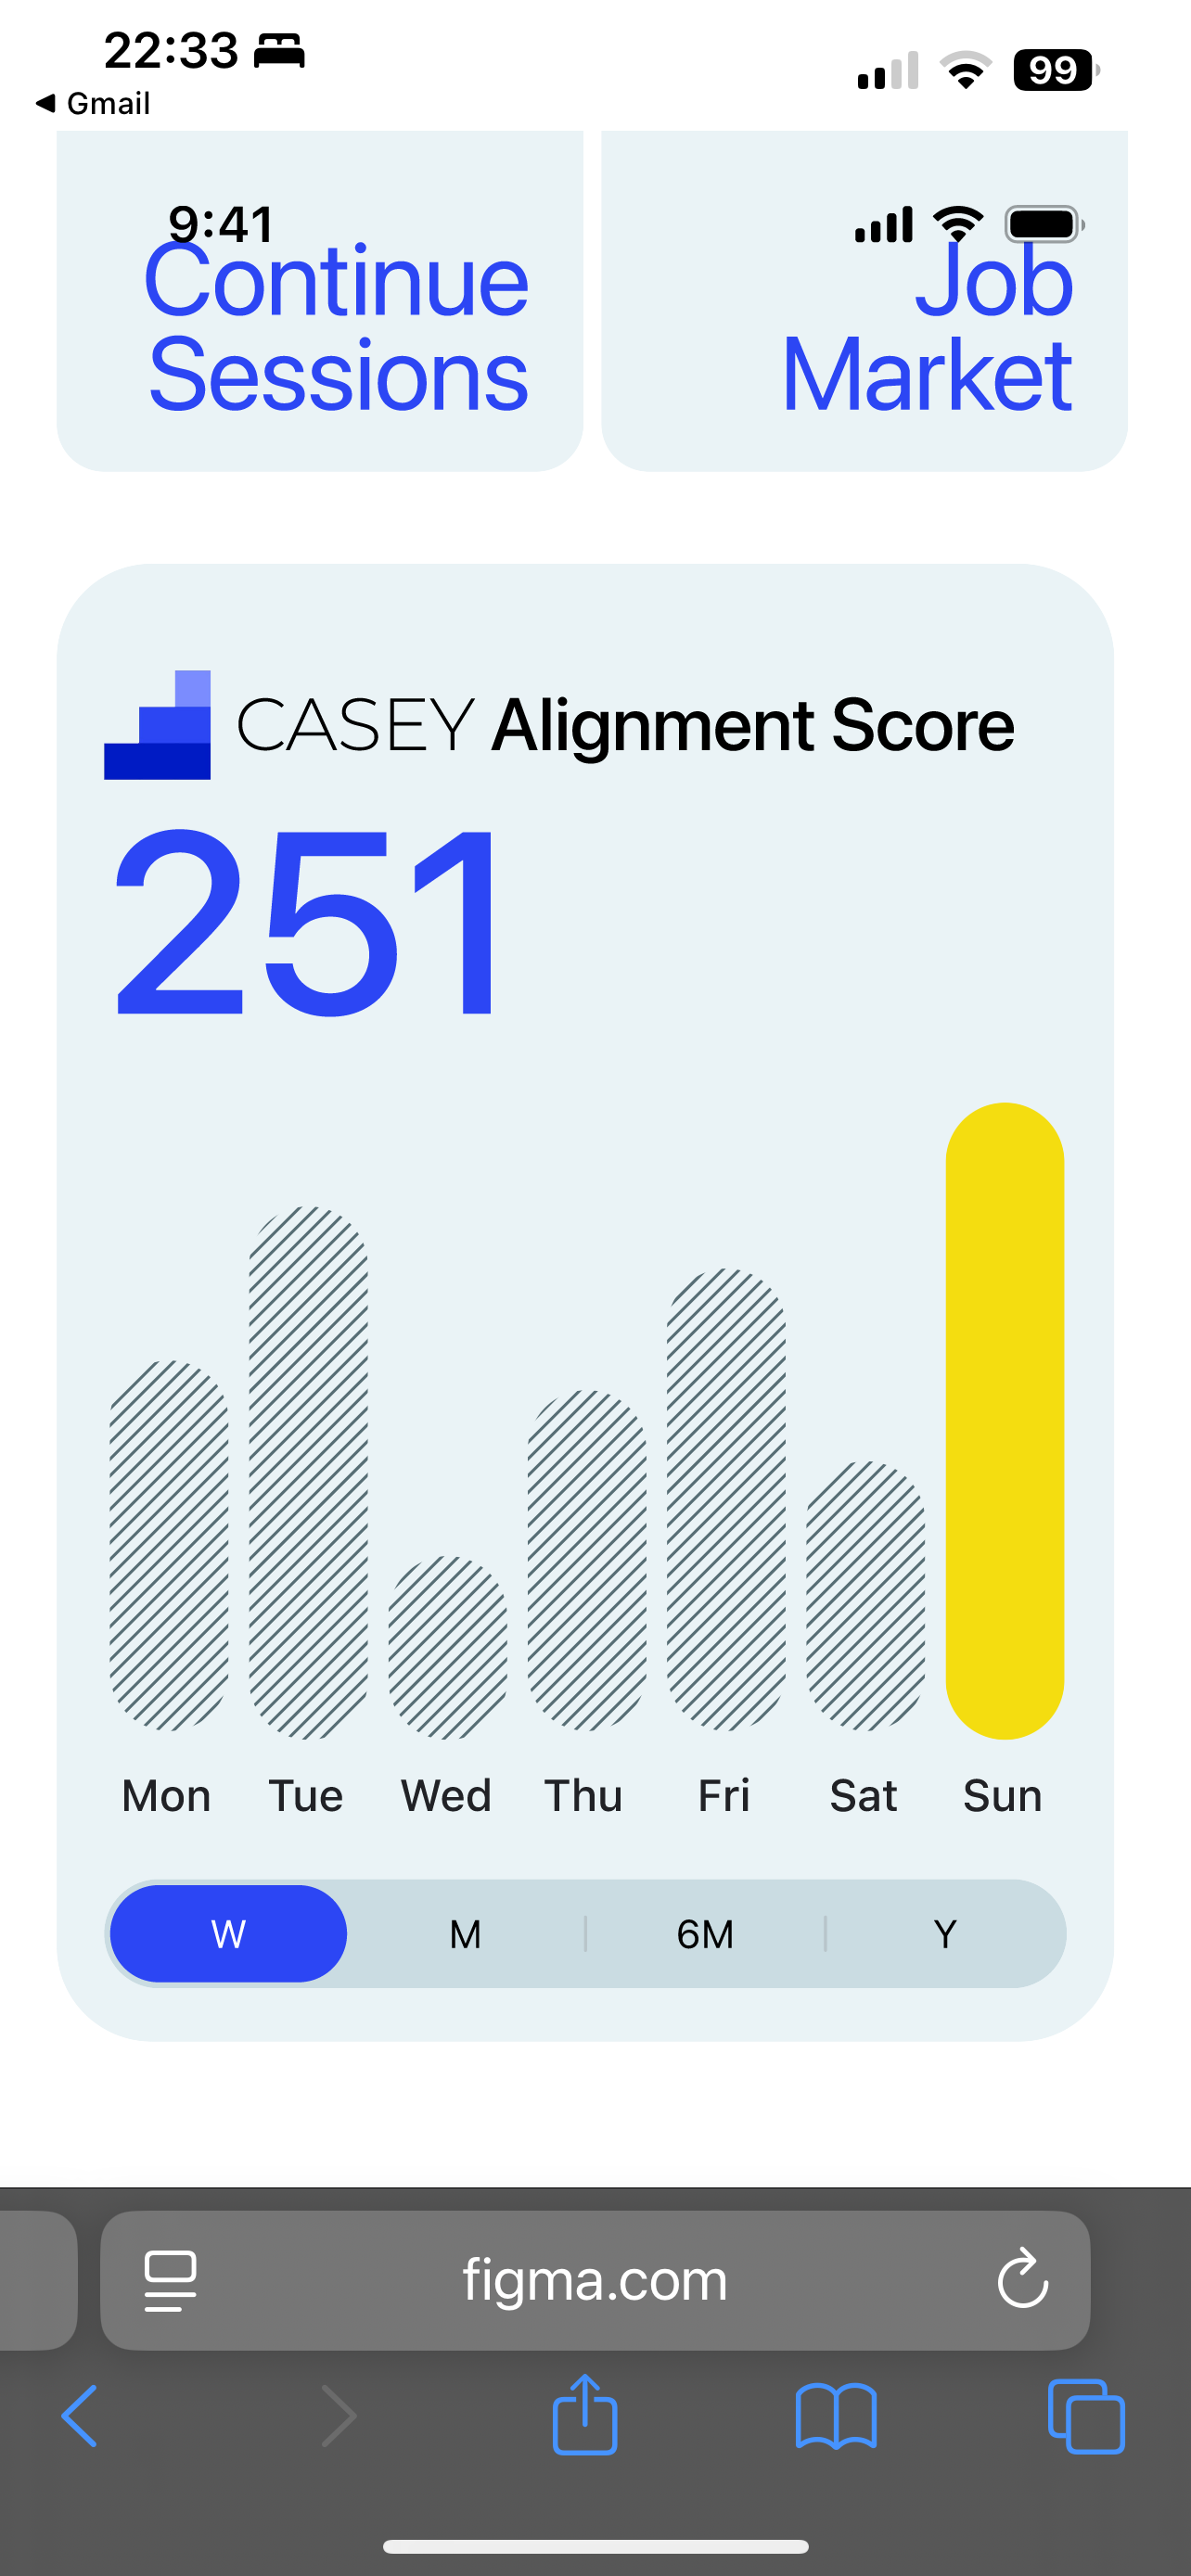 22:33
99
◀ Gmail
9:41
Continue
Sessions
Job
Market
CASEY Alignment Score
251
Mon Tue Wed Thu Fri Sat Sun
W M 6M Y
figma.com